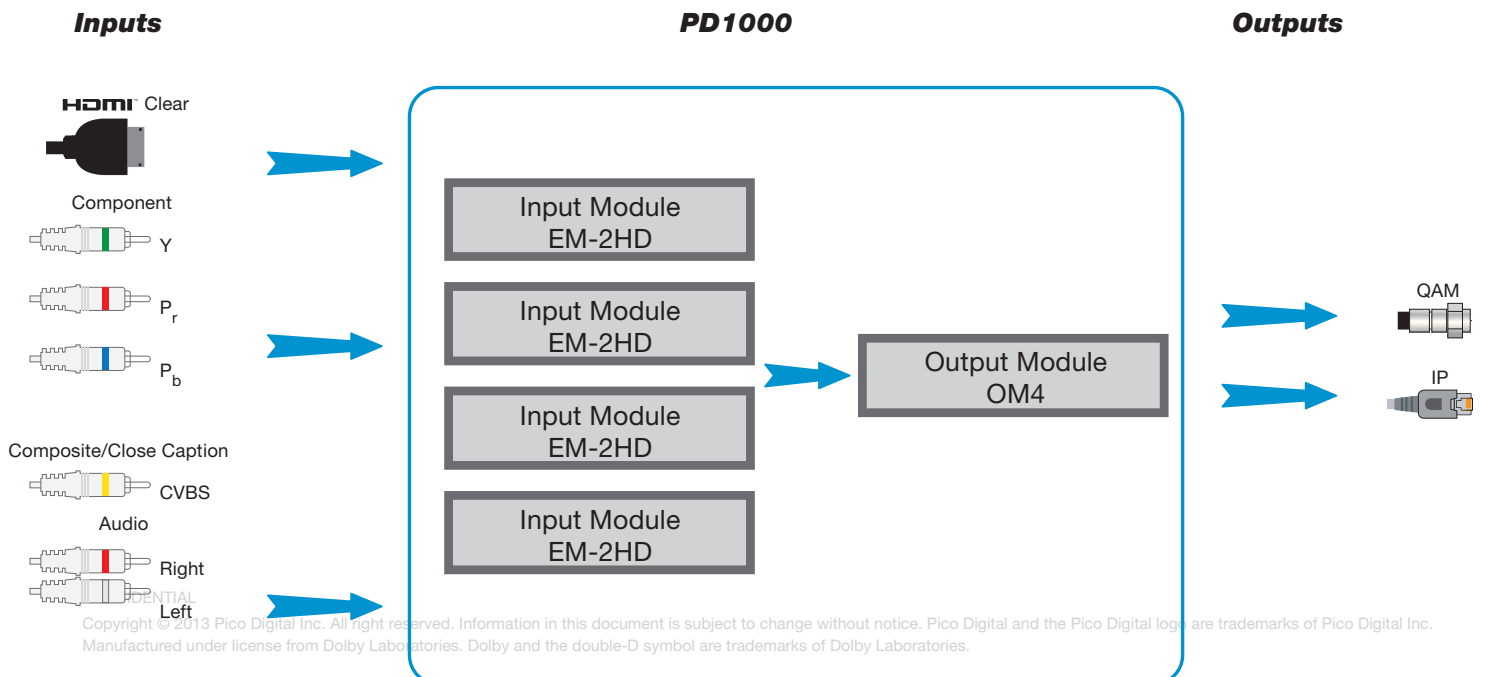 Inputs
PD1000
Outputs
HDMI™ Clear
Component
Y
Pr
Pb
Composite/Close Caption
CVBS
Audio
Right
Left
Input Module
EM-2HD
Input Module
EM-2HD
Input Module
EM-2HD
Input Module
EM-2HD
Output Module
OM4
QAM
IP
Copyright © 2013 Pico Digital Inc. All right reserved. Information in this document is subject to change without notice. Pico Digital and the Pico Digital logo are trademarks of Pico Digital Inc.
Manufactured under license from Dolby Laboratories. Dolby and the double-D symbol are trademarks of Dolby Laboratories.